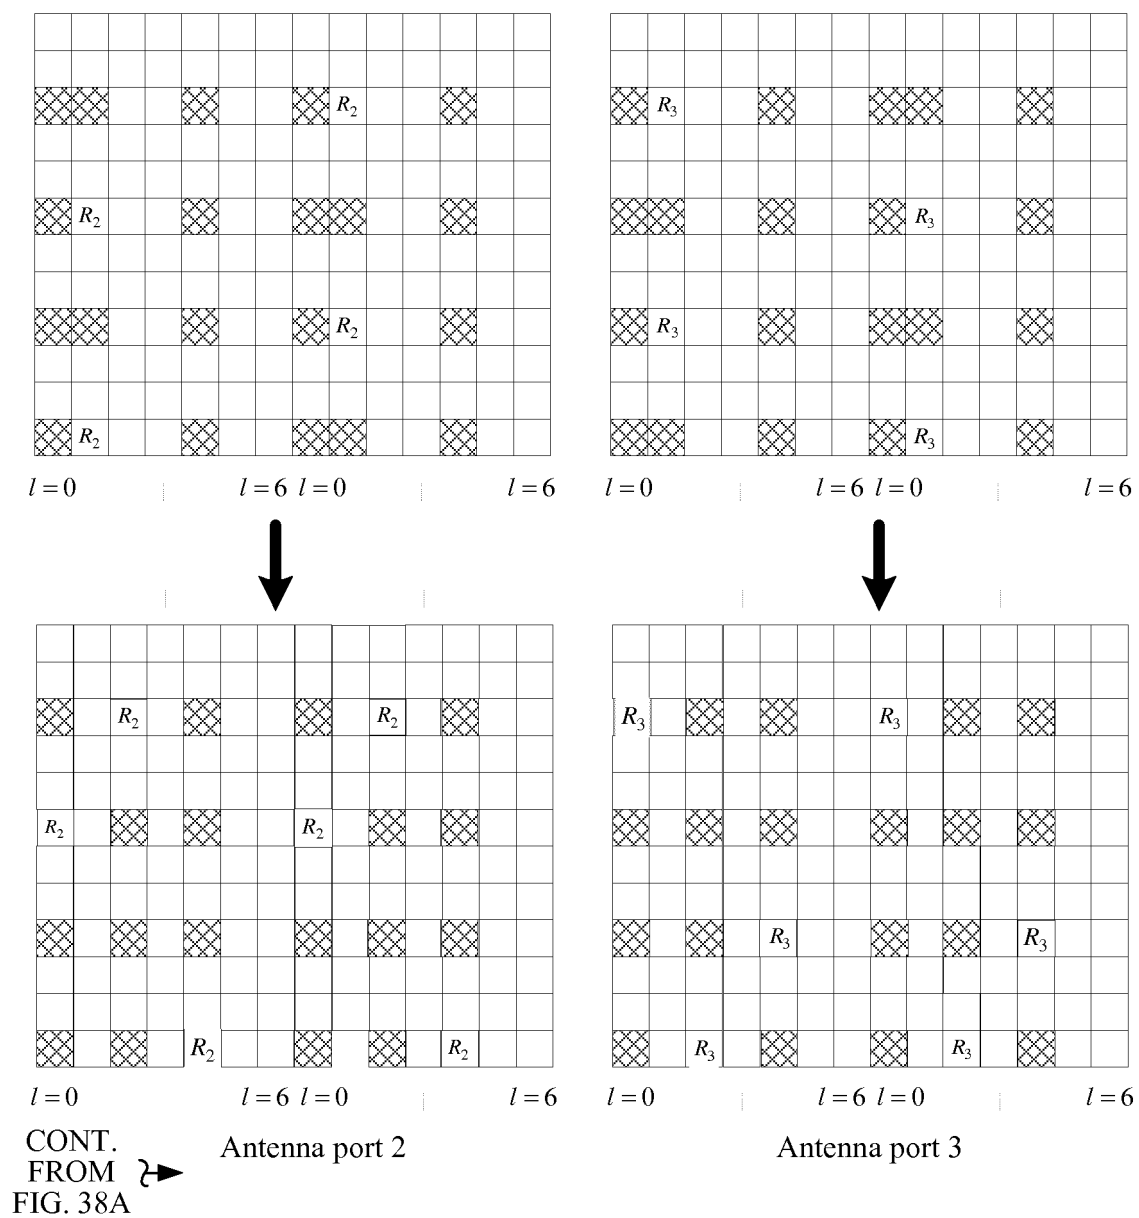 R2
R3
R2
R3
R2
R3
R2
R3
l=0 l=6 l=0 l=6
l=0 l=6 l=0 l=6
R2 R2
R3 R3
R2 R2
R3 R3
R2 R2
R3 R3
l=0 l=6 l=0 l=6
l=0 l=6 l=0 l=6
CONT.
FROM
FIG. 38A
Antenna port 2
Antenna port 3